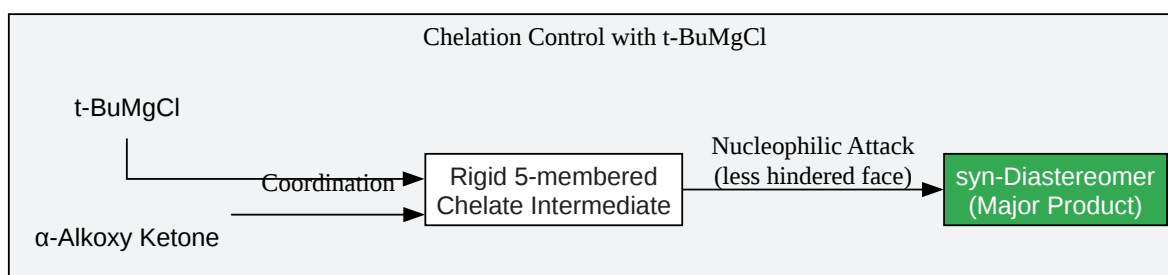 Chelation Control with t-BuMgCl
t-BuMgCl
Coordination
α-Alkoxy Ketone
Rigid 5-membered
Chelate Intermediate
Nucleophilic Attack
(less hindered face)
syn-Diastereomer
(Major Product)